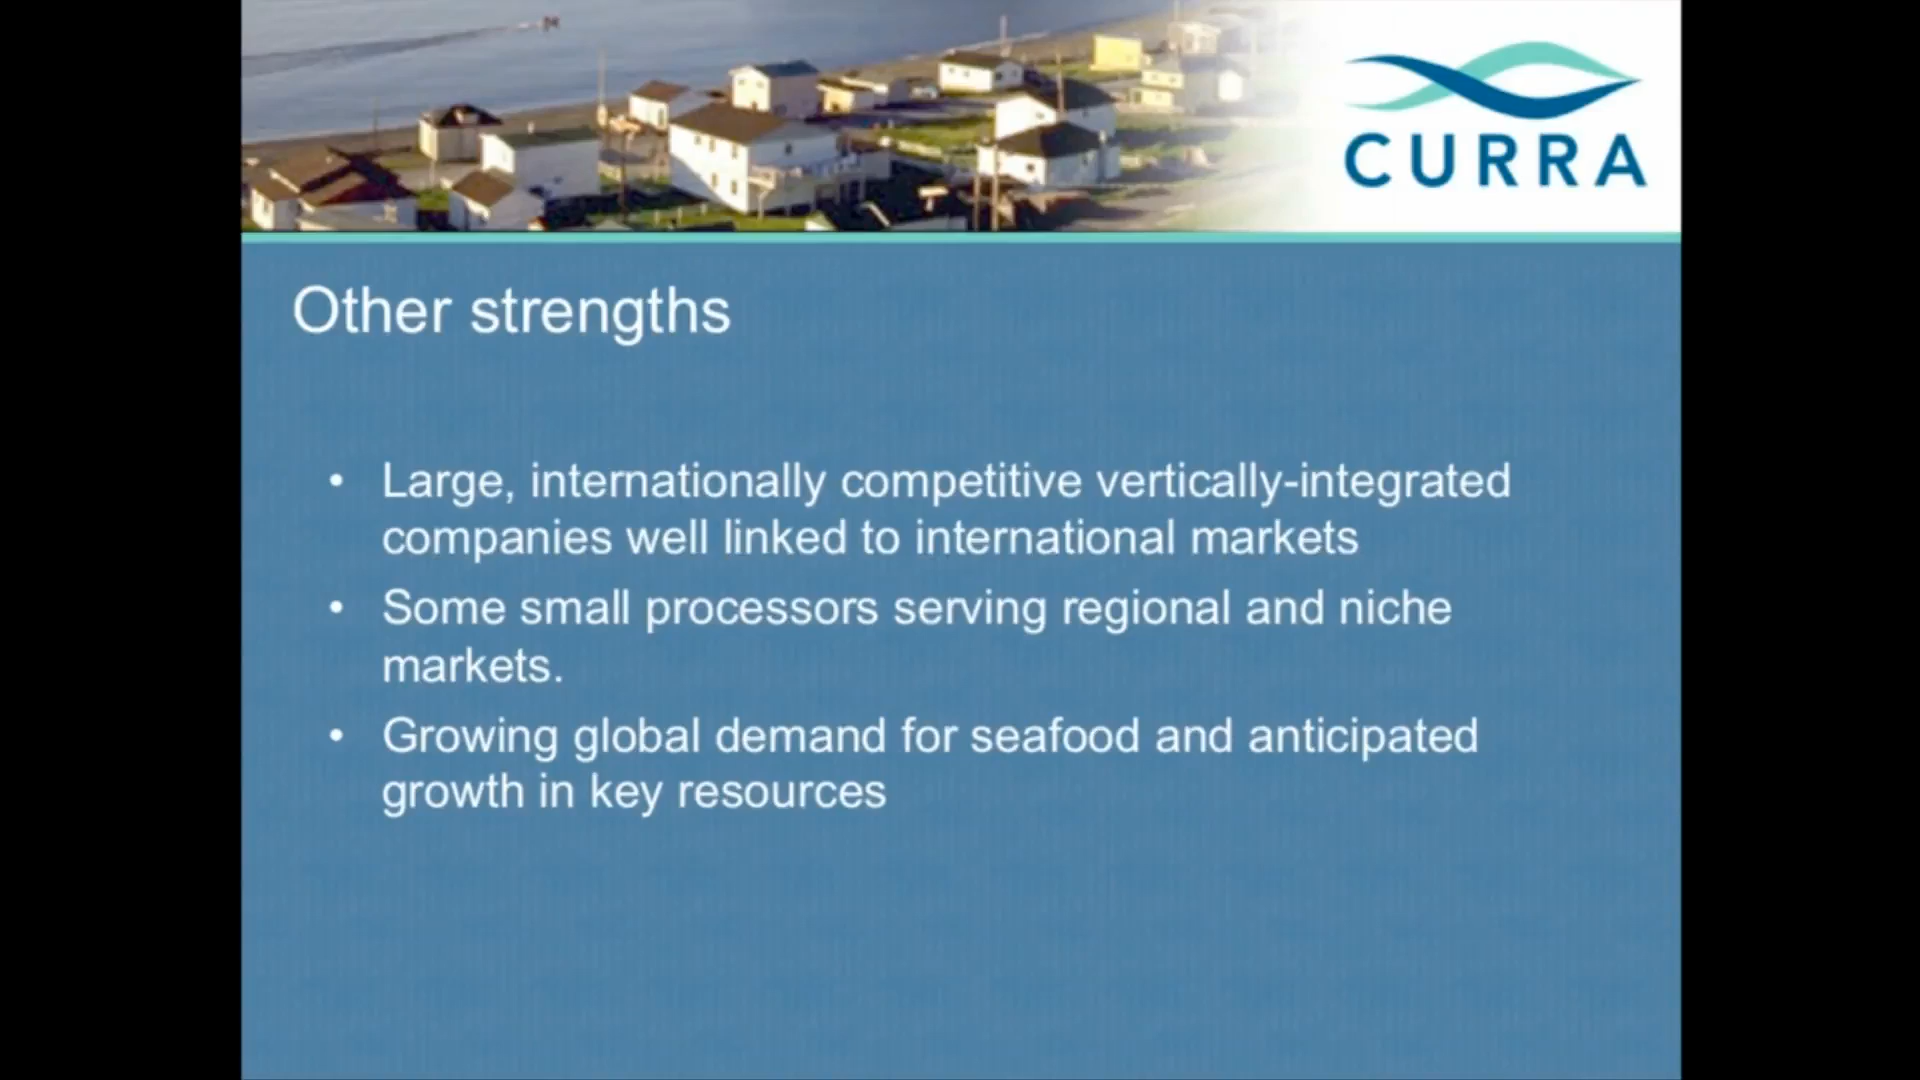 CURRA
Other strengths
• Large, internationally competitive vertically-integrated
companies well linked to international markets
• Some small processors serving regional and niche
markets.
• Growing global demand for seafood and anticipated
growth in key resources